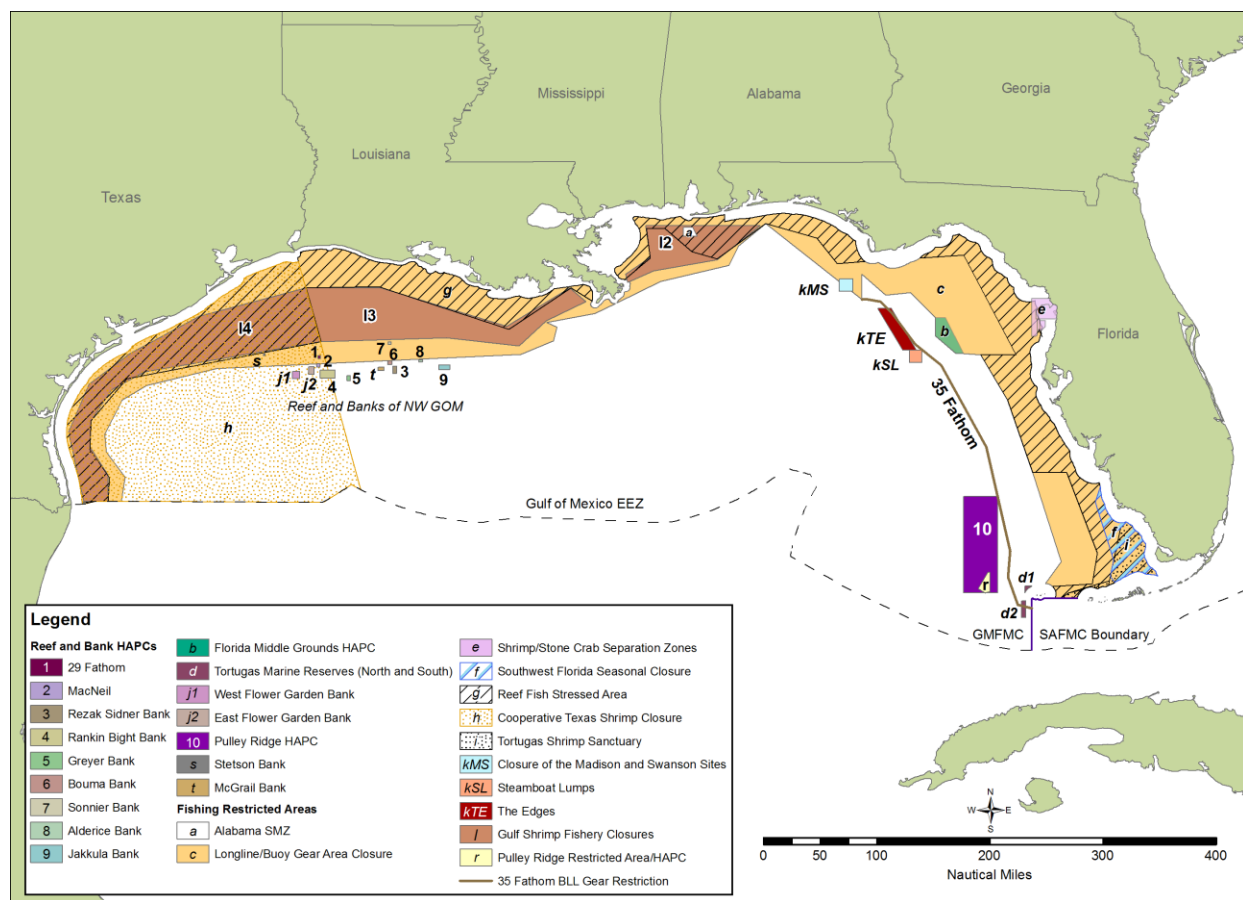 Mississippi
Alabama
Georgia
Louisiana
Texas
Florida
a
l2
kMS
c
g
e
l4
l3
kTE
b
kSL
s
1
2
7
6
8
j1
j2
4
5
t
3
9
Reef and Banks of NW GOM
35 Fathom
h
Gulf of Mexico EEZ
10
r
f
i
d1
d2
GMFMC
SAFMC Boundary
Legend
Reef and Bank HAPCs
1 29 Fathom
2 MacNeil
3 Rezak Sidner Bank
4 Rankin Bight Bank
5 Greyer Bank
6 Bouma Bank
7 Sonnier Bank
8 Alderice Bank
9 Jakkula Bank
b Florida Middle Grounds HAPC
d Tortugas Marine Reserves (North and South)
j1 West Flower Garden Bank
j2 East Flower Garden Bank
10 Pulley Ridge HAPC
s Stetson Bank
t McGrail Bank
Fishing Restricted Areas
a Alabama SMZ
c Longline/Buoy Gear Area Closure
e Shrimp/Stone Crab Separation Zones
f Southwest Florida Seasonal Closure
g Reef Fish Stressed Area
h Cooperative Texas Shrimp Closure
i Tortugas Shrimp Sanctuary
kMS Closure of the Madison and Swanson Sites
kSL Steamboat Lumps
kTE The Edges
l Gulf Shrimp Fishery Closures
r Pulley Ridge Restricted Area/HAPC
35 Fathom BLL Gear Restriction
N
W E
S
0 25 50 100 200 300 400
Nautical Miles